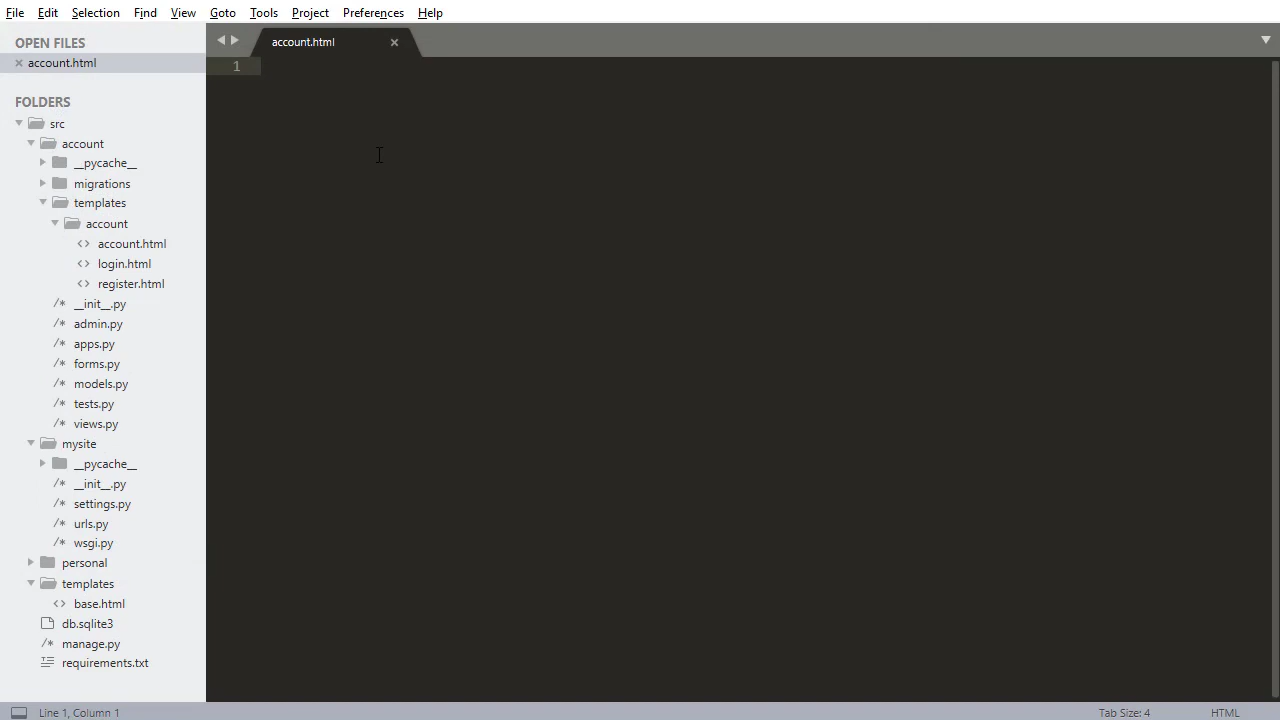 File Edit Selection Find View Goto Tools Project Preferences Help
OPEN FILES
account.html
FOLDERS
src
account
__pycache__
migrations
templates
account
account.html
login.html
register.html
__init__.py
admin.py
apps.py
forms.py
models.py
tests.py
views.py
mysite
__pycache__
__init__.py
settings.py
urls.py
wsgi.py
personal
templates
base.html
db.sqlite3
manage.py
requirements.txt
account.html
1
Line 1, Column 1 Tab Size: 4 HTML